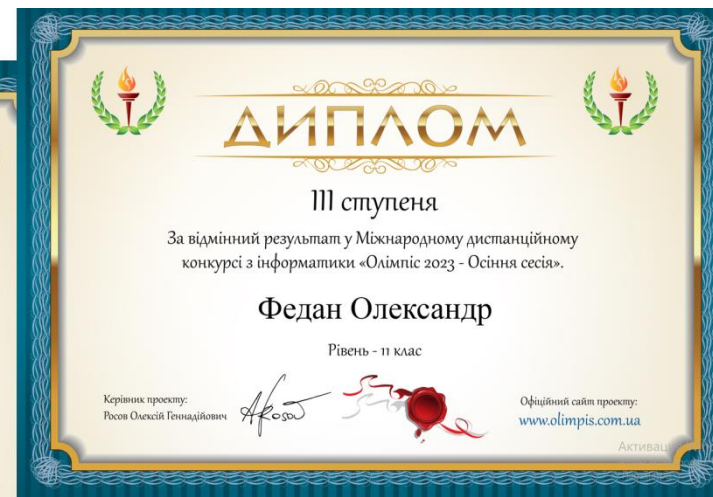 ДИПЛОМ
III ступеня
За відмінний результат у Міжнародному дистанційному
конкурсі з інформатики «Олімпіс 2023 - Осіння сесія».
Федан Олександр
Рівень - 11 клас
Керівник проекту:
Росов Олексій Геннадійович
Офіційний сайт проекту:
www.olimpis.com.ua